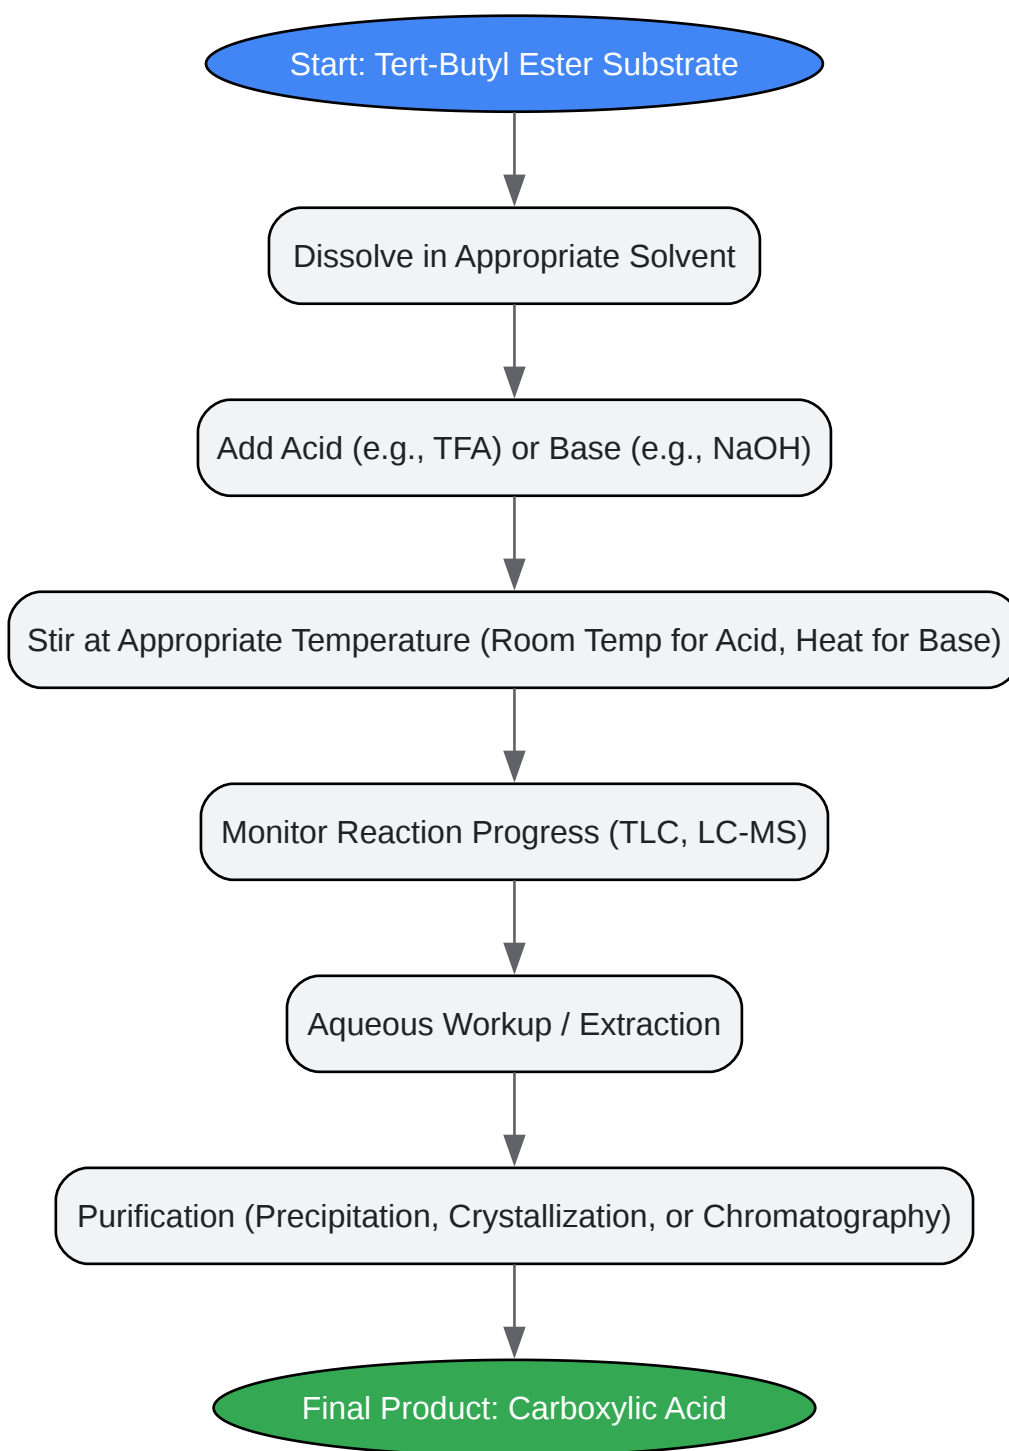 Start: Tert-Butyl Ester Substrate
Dissolve in Appropriate Solvent
Add Acid (e.g., TFA) or Base (e.g., NaOH)
Stir at Appropriate Temperature (Room Temp for Acid, Heat for Base)
Monitor Reaction Progress (TLC, LC-MS)
Aqueous Workup / Extraction
Purification (Precipitation, Crystallization, or Chromatography)
Final Product: Carboxylic Acid